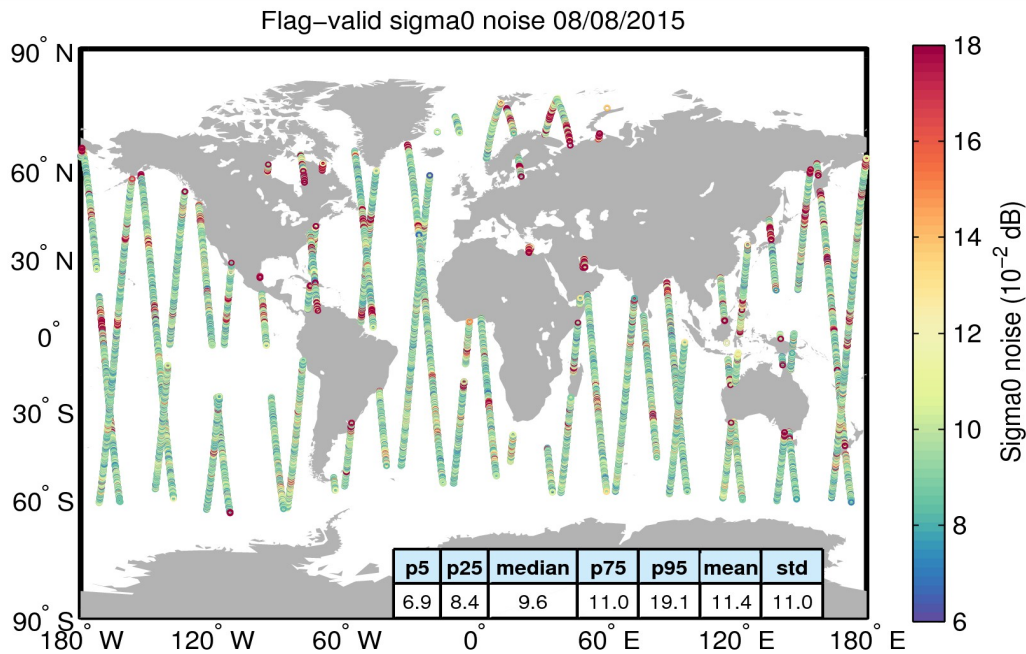 Flag−valid sigma0 noise 08/08/2015
90° N
60° N
30° N
0°
30° S
60° S
90° S
180° W
120° W
60° W
0°
60° E
120° E
180° E
p5 p25 median p75 p95 mean std
6.9 8.4 9.6 11.0 19.1 11.4 11.0
18
16
14
12
10
8
6
Sigma0 noise (10⁻² dB)